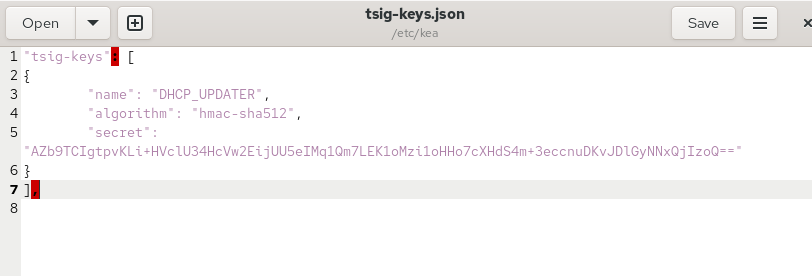 Open
tsig-keys.json
/etc/kea
Save
1 "tsig-keys": [
2 {
3 "name": "DHCP_UPDATER",
4 "algorithm": "hmac-sha512",
5 "secret":
"AZb9TCIgtpvKLi+HVclU34HcVw2EijUU5eIMq1Qm7LEK1oMzi1oHHo7cXHdS4m+3eccnuDKvJDlGyNNxQjIzoQ=="
6 }
7 ],
8